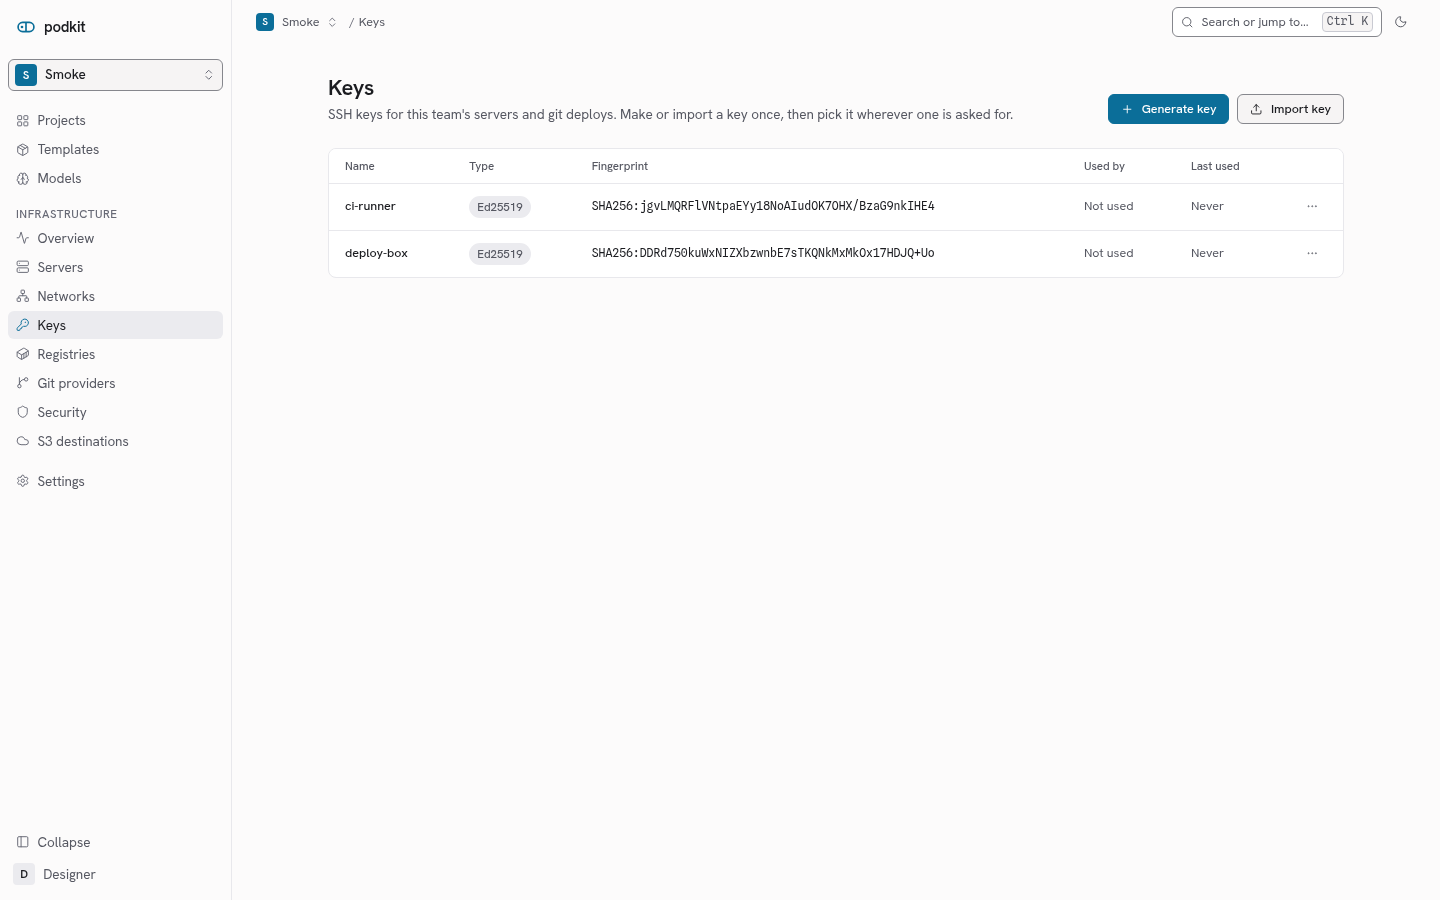 podkit
S Smoke
Projects
Templates
Models
INFRASTRUCTURE
Overview
Servers
Networks
Keys
Registries
Git providers
Security
S3 destinations
Settings
Collapse
D Designer
S Smoke / Keys
Search or jump to... Ctrl K
Keys
SSH keys for this team's servers and git deploys. Make or import a key once, then pick it wherever one is asked for.
Generate key
Import key
Name Type Fingerprint Used by Last used
ci-runner Ed25519 SHA256:jgvLMQRFlVNtpaEYy18NoAIudOK7OHX/BzaG9nkIHE4 Not used Never
deploy-box Ed25519 SHA256:DDRd750kuWxNIZXbzwnbE7sTKQNkMxMkOx17HDJQ+Uo Not used Never